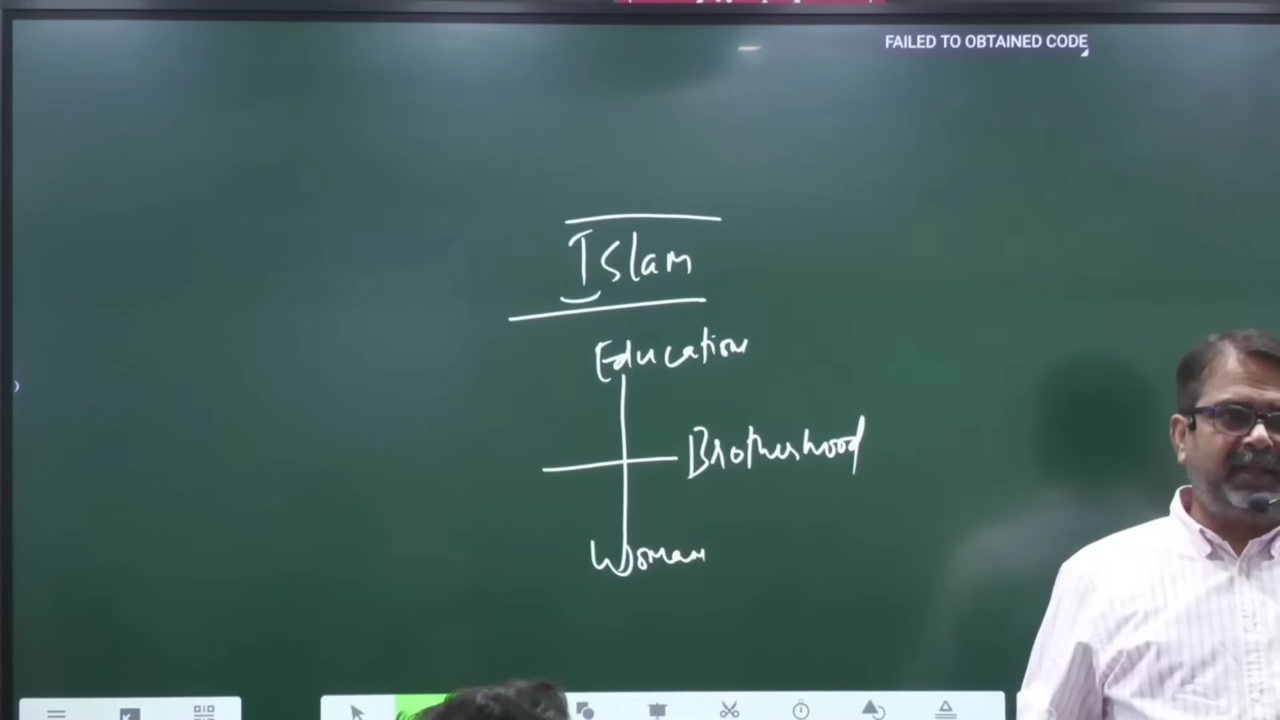 FAILED TO OBTAINED CODE
Islam
Education
Brotherhood
Woman